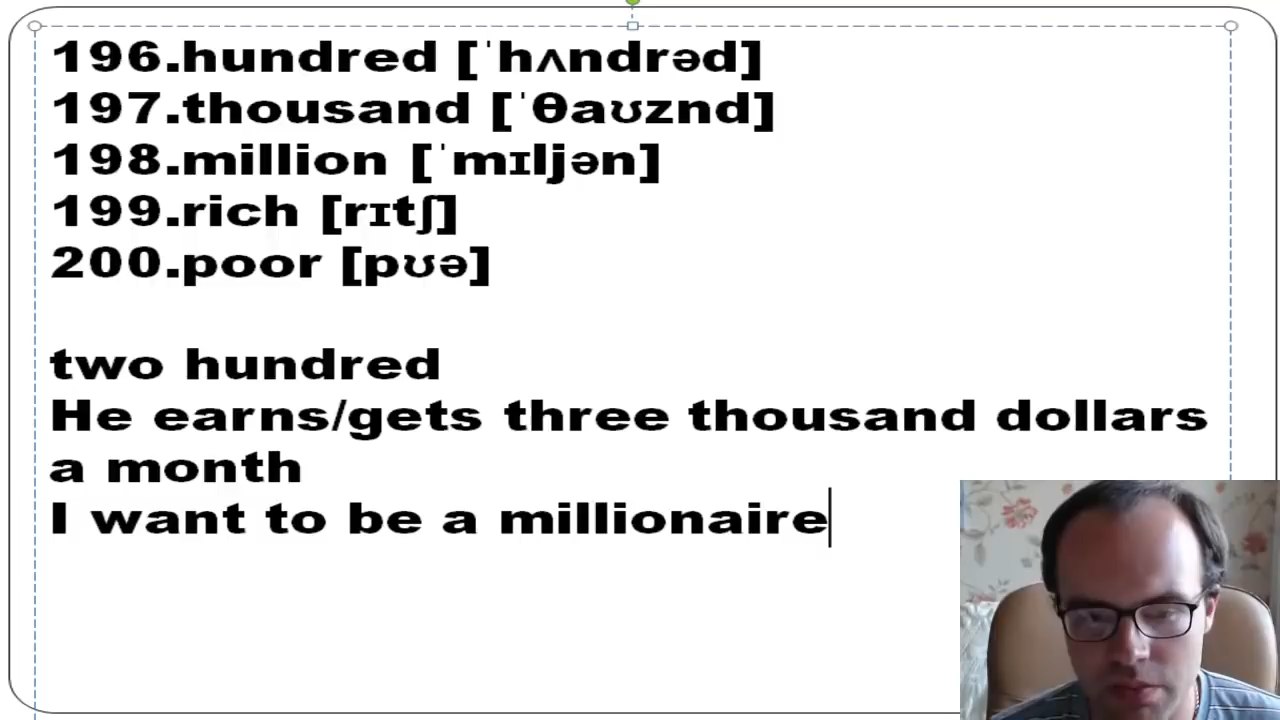 196.hundred [ˈhʌndrəd]
197.thousand [ˈθaʊznd]
198.million [ˈmɪljən]
199.rich [rɪtʃ]
200.poor [pʊə]
two hundred
He earns/gets three thousand dollars
a month
I want to be a millionaire